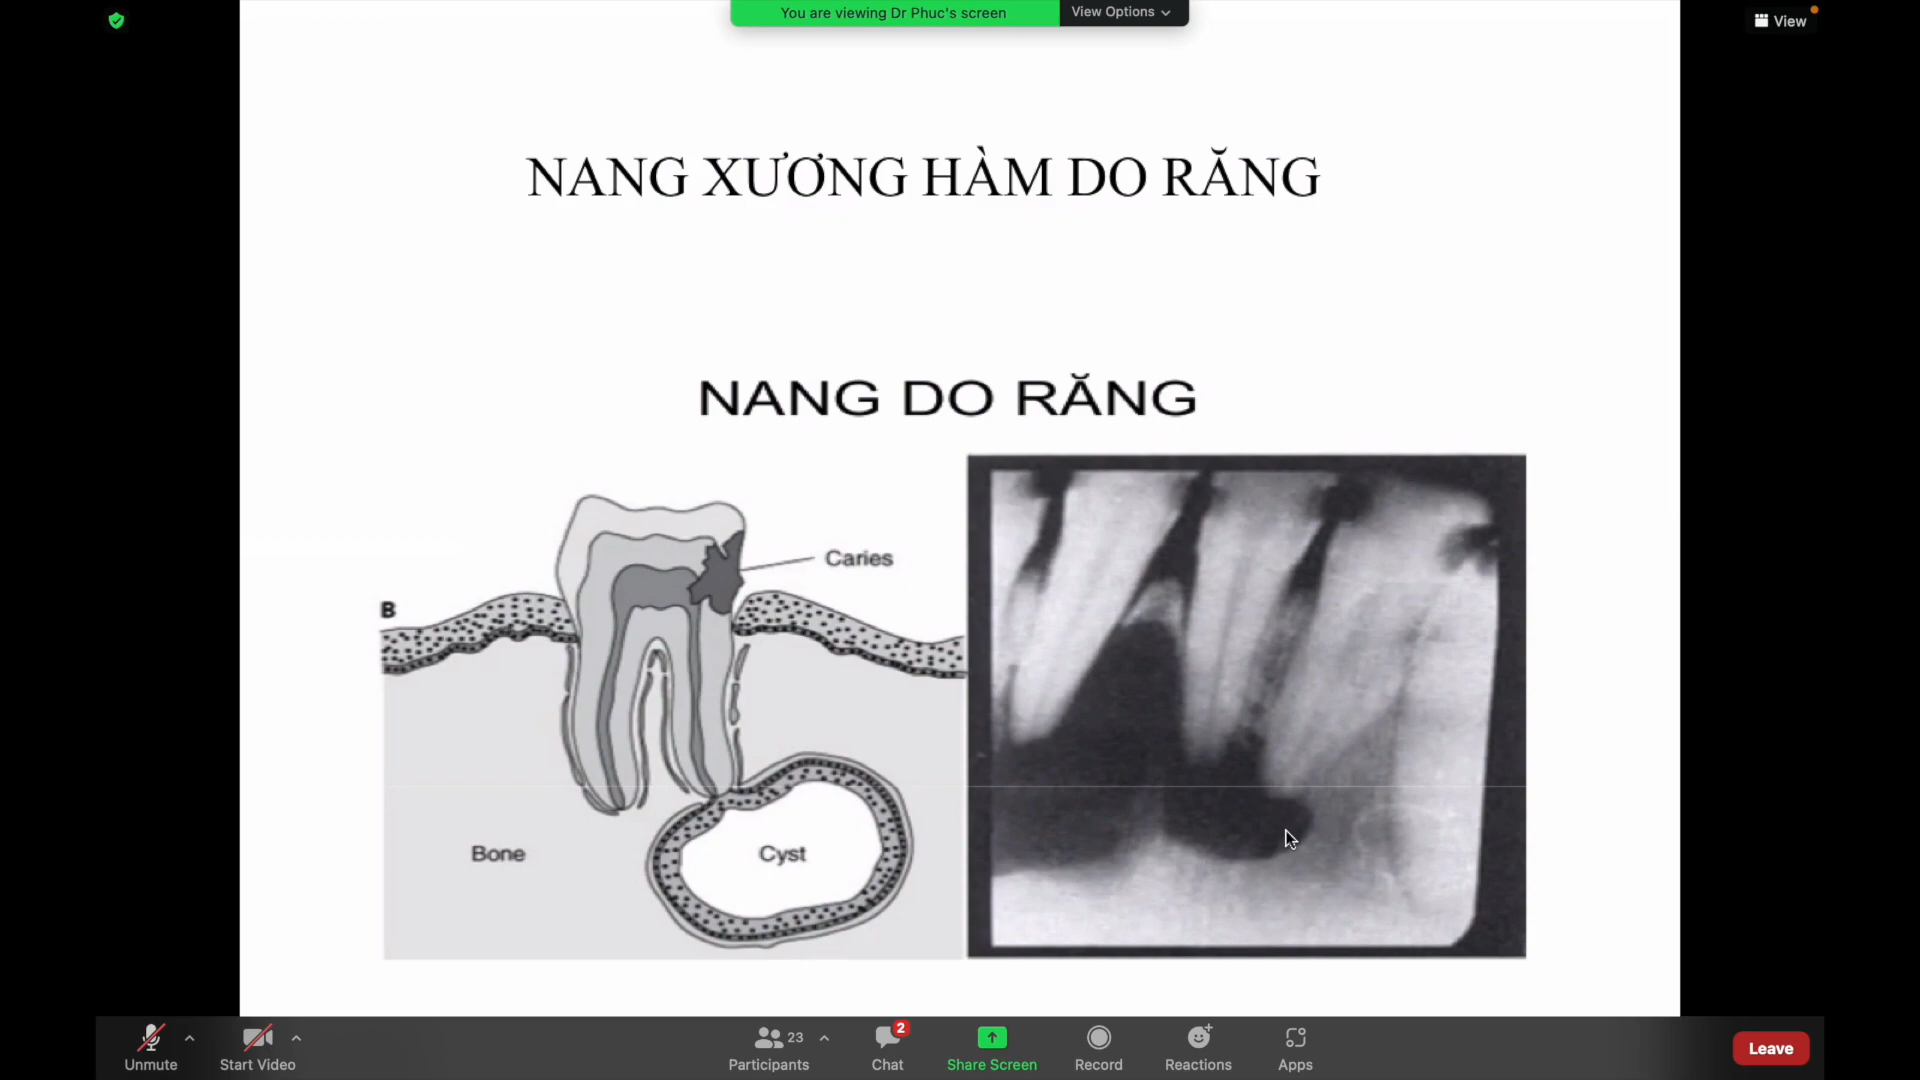 You are viewing Dr Phuc's screen
View Options
View
NANG XƯƠNG HÀM DO RĂNG
NANG DO RĂNG
Caries
B
Bone
Cyst
Unmute
Start Video
23
Participants
2
Chat
Share Screen
Record
Reactions
Apps
Leave